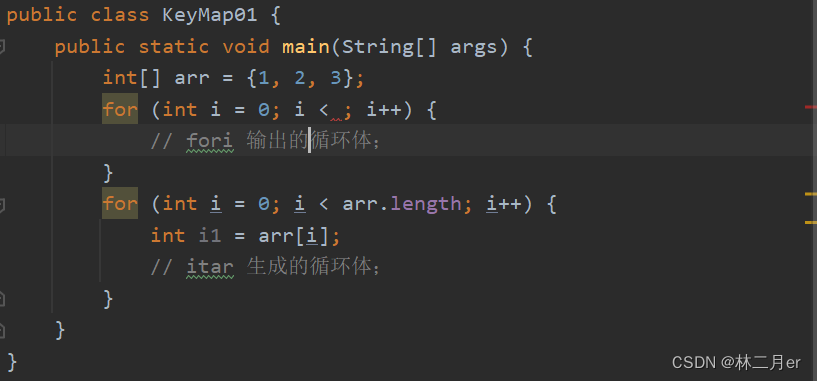 public class KeyMap01 {
    public static void main(String[] args) {
        int[] arr = {1, 2, 3};
        for (int i = 0; i < ; i++) {
            // fori 输出的循环体;
        }
        for (int i = 0; i < arr.length; i++) {
            int i1 = arr[i];
            // itar 生成的循环体;
        }
    }
}
CSDN @林二月er